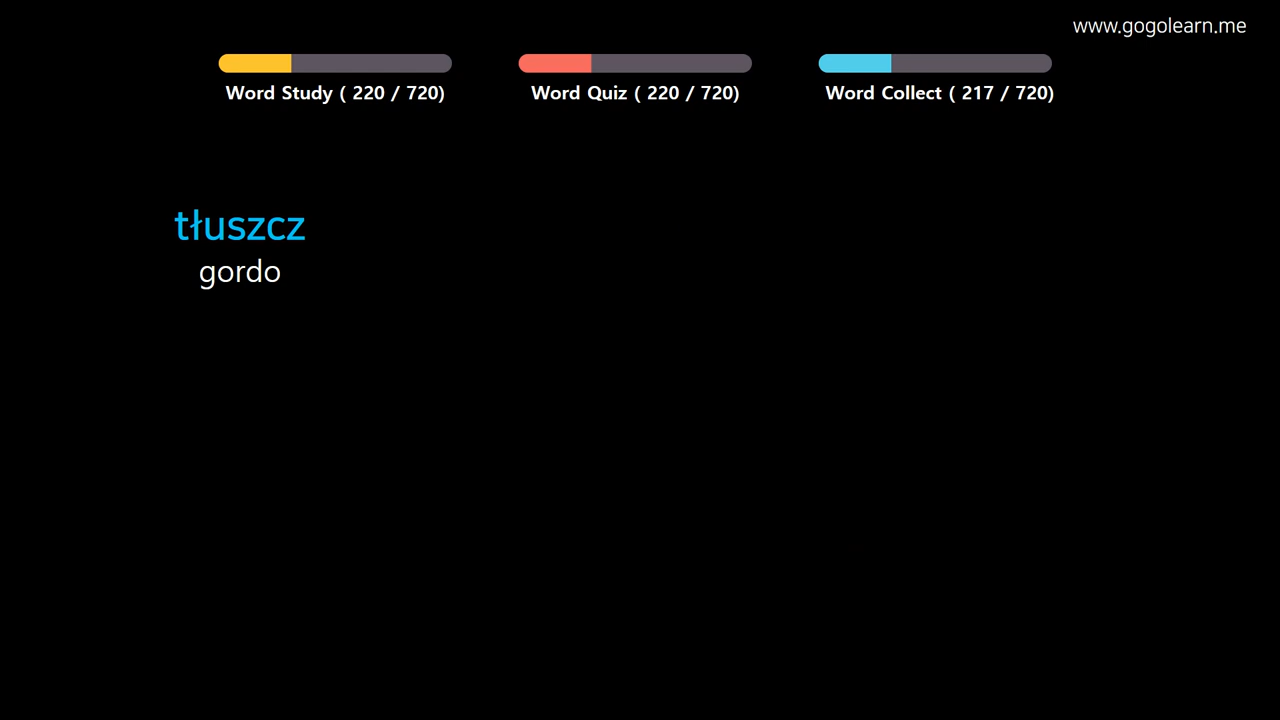 www.gogolearn.me
Word Study ( 220 / 720)
Word Quiz ( 220 / 720)
Word Collect ( 217 / 720)
tłuszcz
gordo